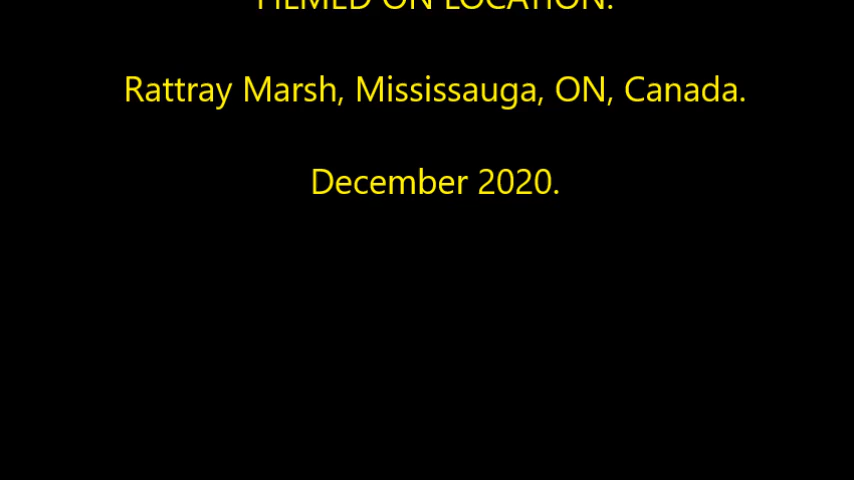 FILMED ON LOCATION:
Rattray Marsh, Mississauga, ON, Canada.
December 2020.